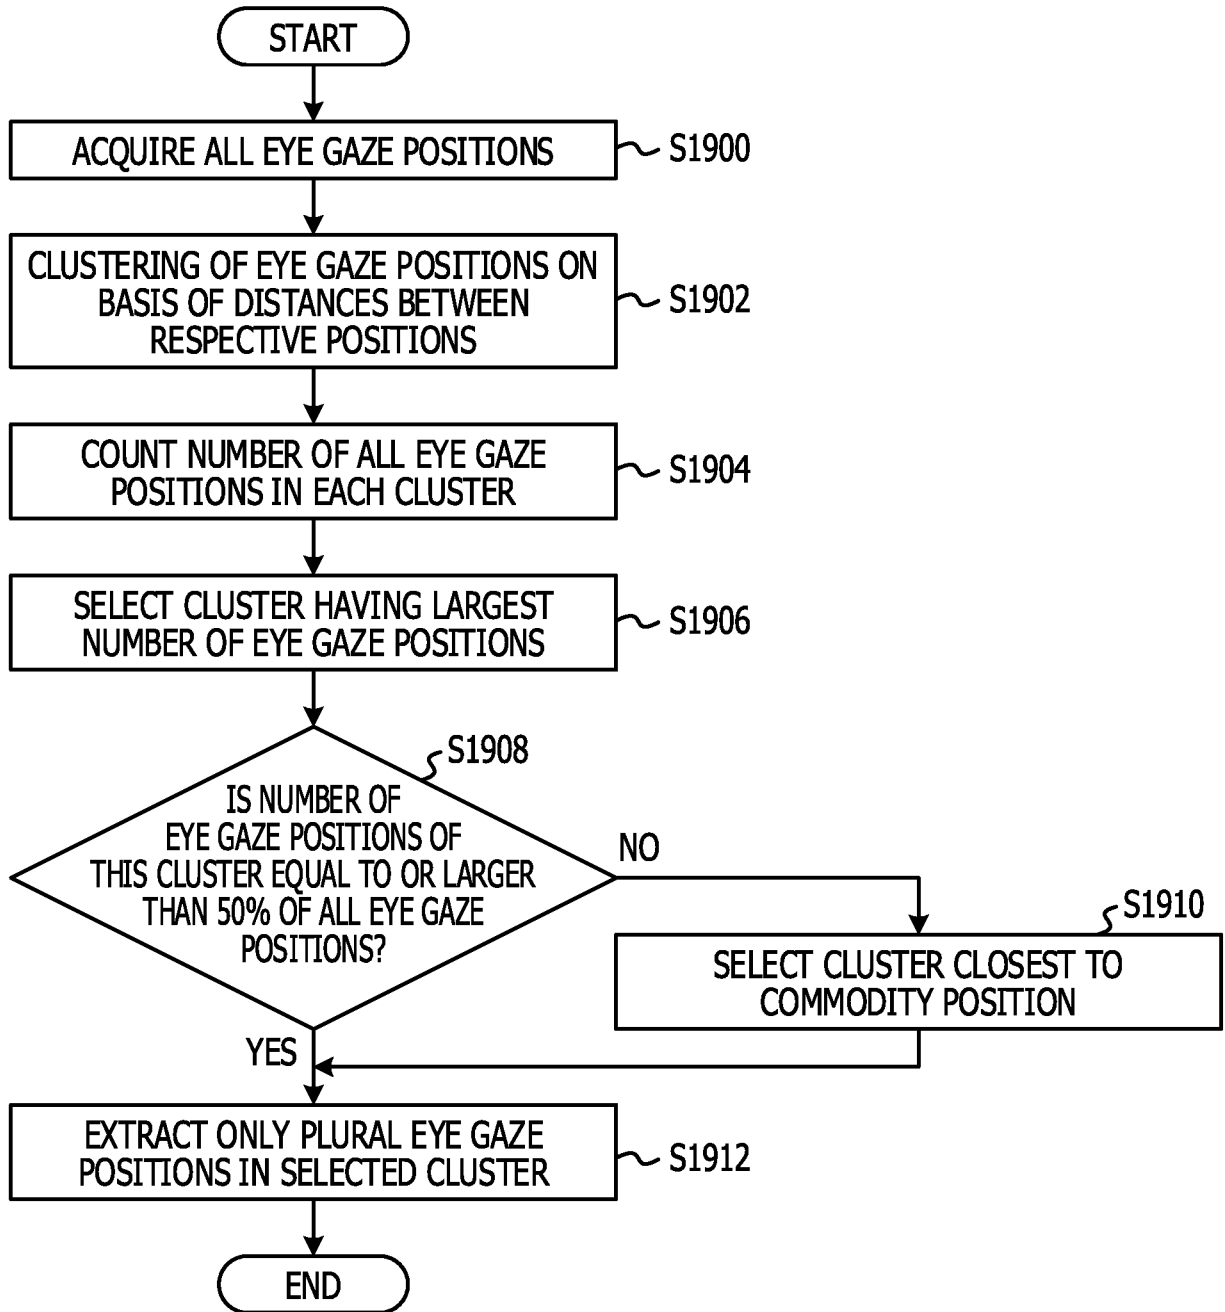 START
ACQUIRE ALL EYE GAZE POSITIONS
S1900
CLUSTERING OF EYE GAZE POSITIONS ON
BASIS OF DISTANCES BETWEEN
RESPECTIVE POSITIONS
S1902
COUNT NUMBER OF ALL EYE GAZE
POSITIONS IN EACH CLUSTER
S1904
SELECT CLUSTER HAVING LARGEST
NUMBER OF EYE GAZE POSITIONS
S1906
S1908
IS NUMBER OF
EYE GAZE POSITIONS OF
THIS CLUSTER EQUAL TO OR LARGER
THAN 50% OF ALL EYE GAZE
POSITIONS?
NO
S1910
SELECT CLUSTER CLOSEST TO
COMMODITY POSITION
YES
EXTRACT ONLY PLURAL EYE GAZE
POSITIONS IN SELECTED CLUSTER
S1912
END